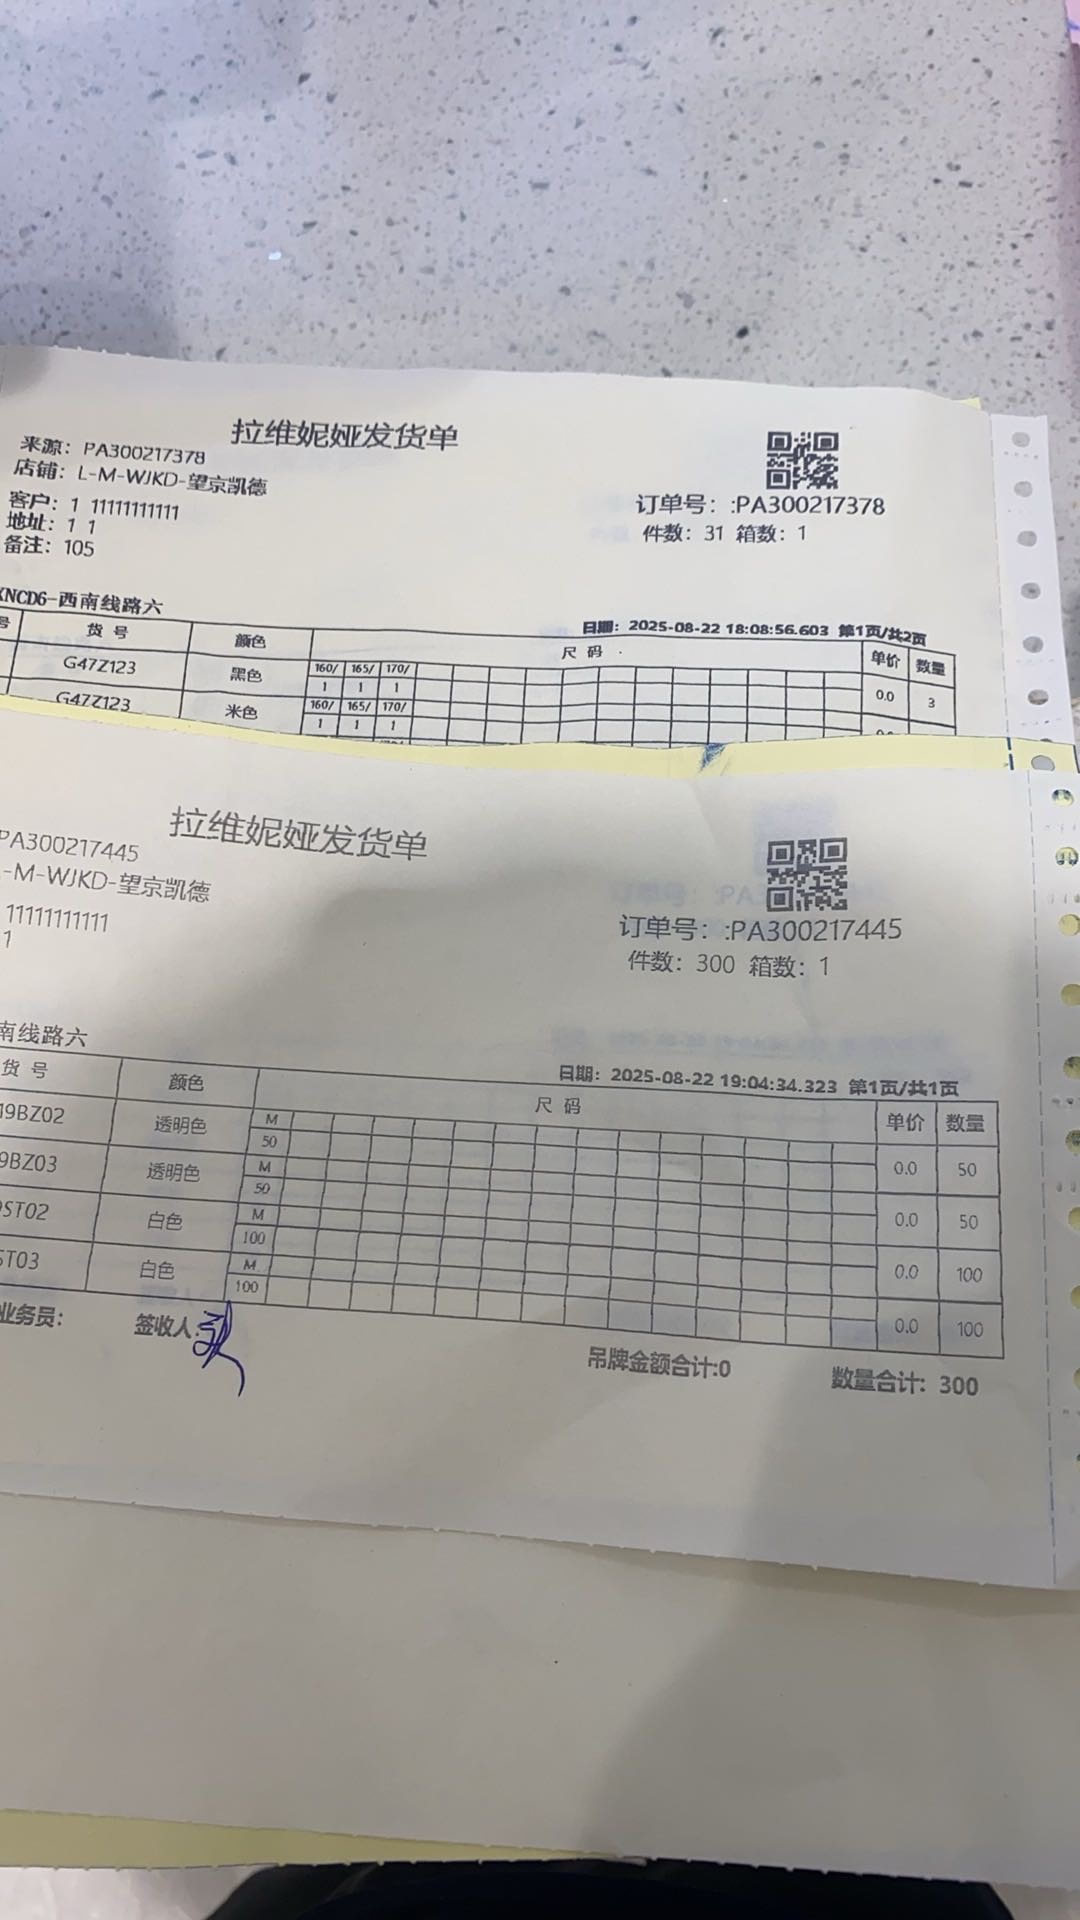 拉维妮娅发货单
来源：PA300217378
店铺：L-M-WJKD-望京凯德
客户：1 11111111111
地址：1 1
备注：105
订单号：:PA300217378
件数：31 箱数：1
NCD6-西南线路六
日期：2025-08-22 18:08:56.603 第1页/共2页
号 货 号 颜色 尺 码 单价 数量
G47Z123 黑色 160/ 165/ 170/ 0.0 3
1 1 1
G47Z123 米色 160/ 165/ 170/
1 1 1
拉维妮娅发货单
PA300217445
-M-WJKD-望京凯德
11111111111
1
订单号：:PA300217445
件数：300 箱数：1
南线路六
日期：2025-08-22 19:04:34.323 第1页/共1页
货 号 颜色 尺 码 单价 数量
19BZ02 透明色 M 0.0 50
50
9BZ03 透明色 M 0.0 50
50
9ST02 白色 M 0.0 100
100
ST03 白色 M 0.0 100
100
业务员： 签收人:
吊牌金额合计:0 数量合计：300